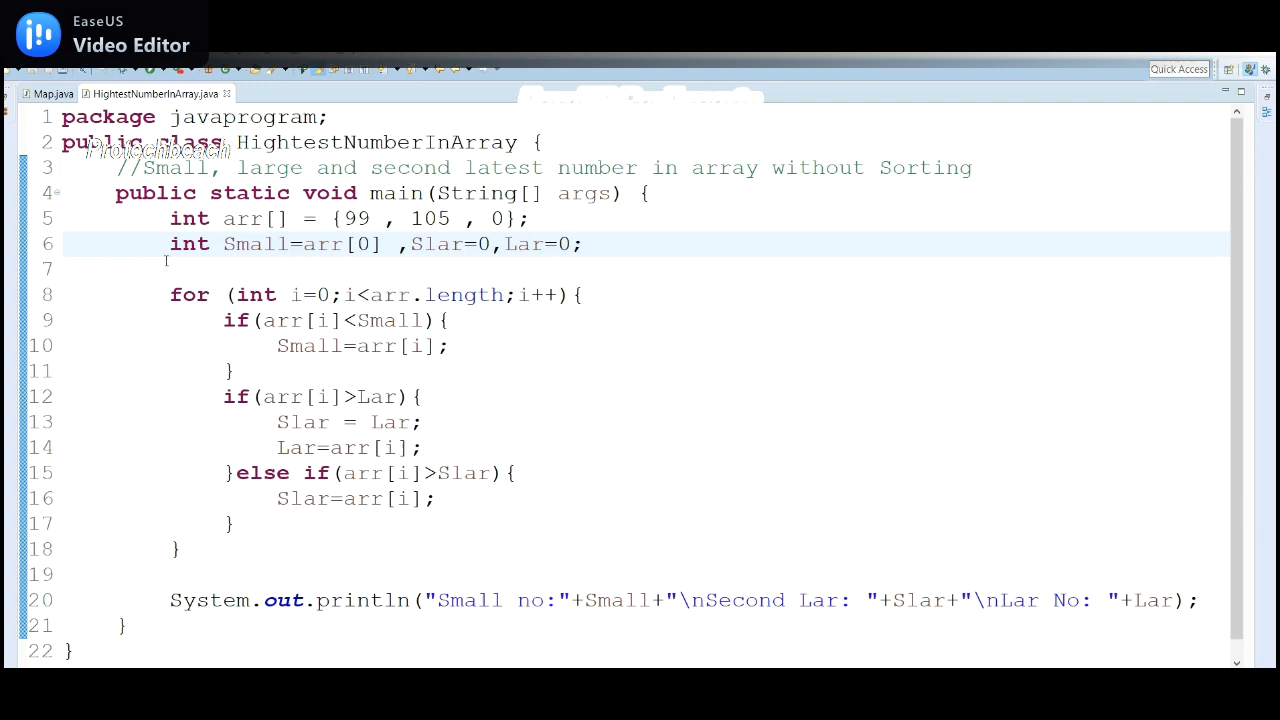 EaseUS
Video Editor
Quick Access
Map.java
HightestNumberInArray.java
1 package javaprogram;
2 public class HightestNumberInArray {
Protechbeach
3 //Small, large and second latest number in array without Sorting
4 public static void main(String[] args) {
5 int arr[] = {99 , 105 , 0};
6 int Small=arr[0] ,Slar=0,Lar=0;
7
8 for (int i=0;i<arr.length;i++){
9 if(arr[i]<Small){
10 Small=arr[i];
11 }
12 if(arr[i]>Lar){
13 Slar = Lar;
14 Lar=arr[i];
15 }else if(arr[i]>Slar){
16 Slar=arr[i];
17 }
18 }
19
20 System.out.println("Small no:"+Small+"\nSecond Lar: "+Slar+"\nLar No: "+Lar);
21 }
22 }